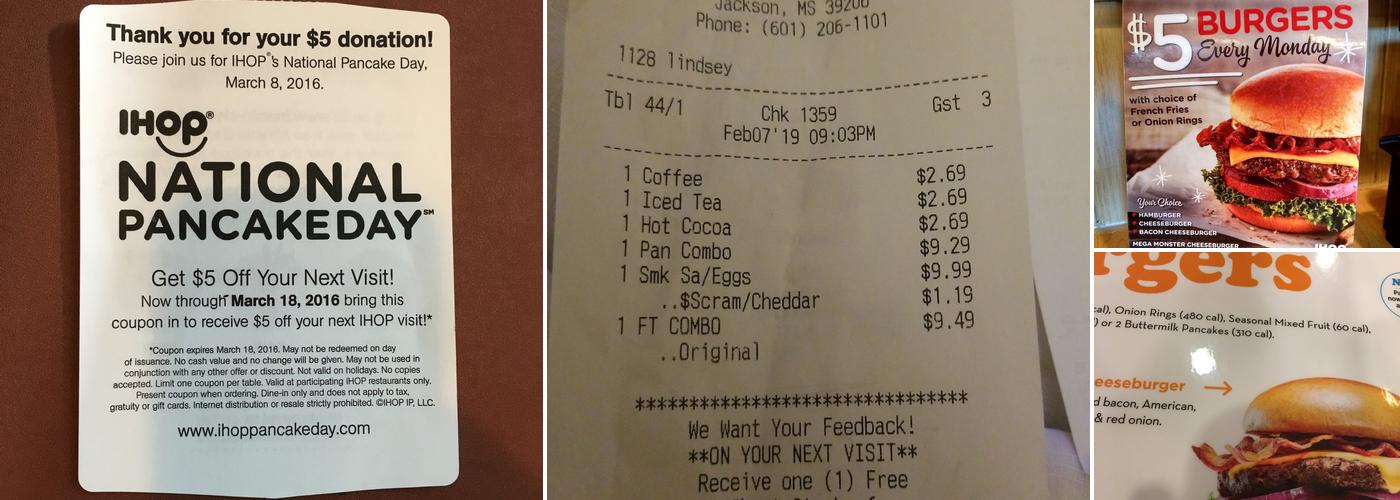 Thank you for your $5 donation!
Please join us for IHOP®'s National Pancake Day,
March 8, 2016.
IHOP®
NATIONAL
PANCAKE DAY℠
Get $5 Off Your Next Visit!
Now through March 18, 2016 bring this
coupon in to receive $5 off your next IHOP visit!*
*Coupon expires March 18, 2016. May not be redeemed on day
of issuance. No cash value and no change will be given. May not be used in
conjunction with any other offer or discount. Not valid on holidays. No copies
accepted. Limit one coupon per table. Valid at participating IHOP restaurants only.
Present coupon when ordering. Dine-in only and does not apply to tax,
gratuity or gift cards. Internet distribution or resale strictly prohibited. ©IHOP IP, LLC.
www.ihoppancakeday.com
Jackson, MS 39206
Phone: (601) 206-1101
1128 lindsey
Tbl 44/1 Chk 1359 Gst 3
Feb07'19 09:03PM
1 Coffee $2.69
1 Iced Tea $2.69
1 Hot Cocoa $2.69
1 Pan Combo $9.29
1 Smk Sa/Eggs $9.99
..$Scram/Cheddar $1.19
1 FT COMBO $9.49
..Original
*******************************
We Want Your Feedback!
**ON YOUR NEXT VISIT**
Receive one (1) Free
$5 BURGERS
Every Monday
with choice of
French Fries
or Onion Rings
Your Choice
• HAMBURGER
• CHEESEBURGER
• BACON CHEESEBURGER
MEGA MONSTER CHEESEBURGER
IHOP
rgers
cal), Onion Rings (480 cal), Seasonal Mixed Fruit (60 cal),
) or 2 Buttermilk Pancakes (310 cal).
eeseburger
d bacon, American,
& red onion.